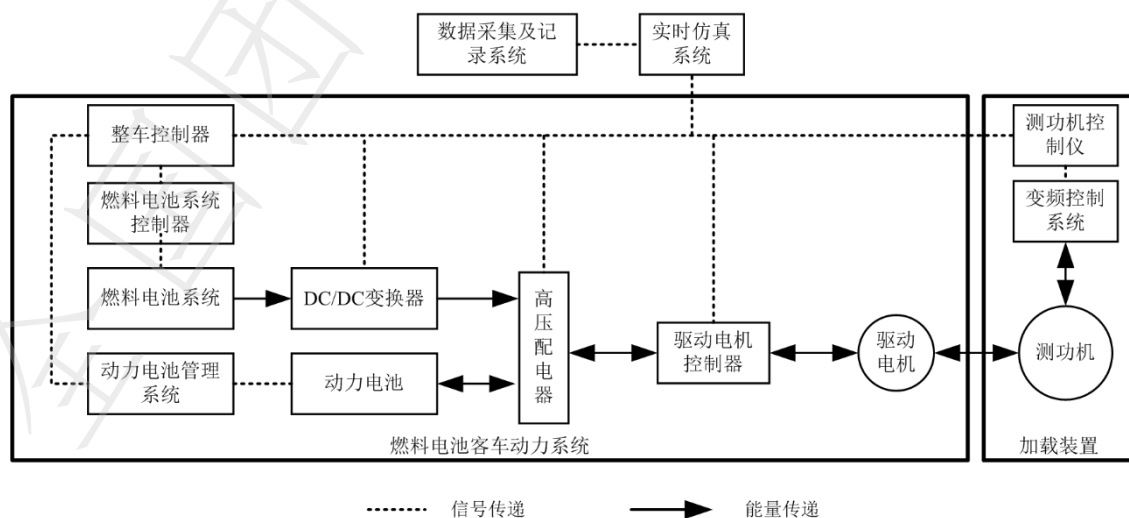 数据采集及记
录系统
实时仿真
系统
整车控制器
测功机控
制仪
燃料电池系统
控制器
变频控制
系统
燃料电池系统
DC/DC变换器
高
压
配
电
器
驱动电机
控制器
驱动
电机
测功机
动力电池管理
系统
动力电池
燃料电池客车动力系统
加载装置
信号传递
能量传递